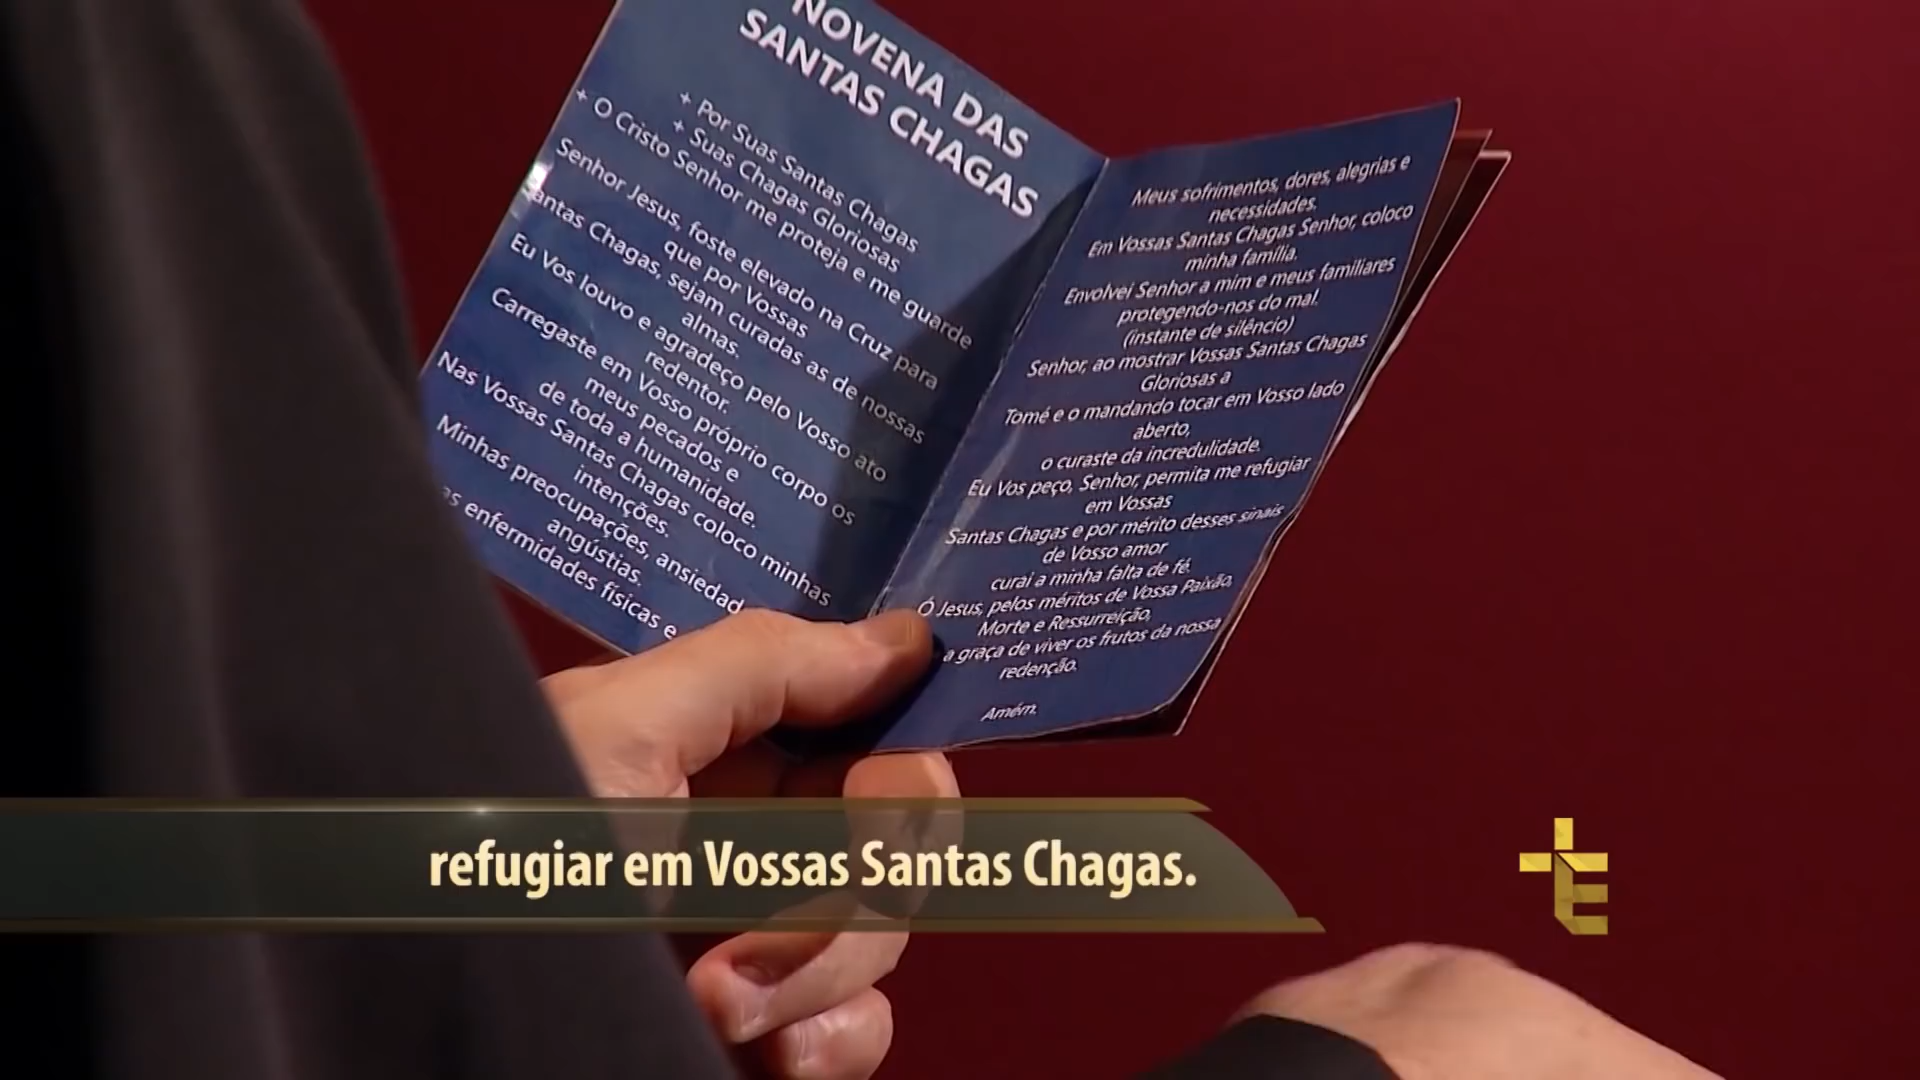 NOVENA DAS
SANTAS CHAGAS
+ Por Suas Santas Chagas
+ Suas Chagas Gloriosas
+ O Cristo Senhor me proteja e me guarde
Senhor Jesus, foste elevado na Cruz para
que por Vossas
Santas Chagas, sejam curadas as de nossas
almas.
Eu Vos louvo e agradeço pelo Vosso ato
redentor.
Carregaste em Vosso próprio corpo os
meus pecados e
de toda a humanidade.
Nas Vossas Santas Chagas coloco minhas
intenções.
Minhas preocupações, ansiedad
angústias.
as enfermidades físicas e
Meus sofrimentos, dores, alegrias e
necessidades.
Em Vossas Santas Chagas Senhor, coloco
minha família.
Envolvei Senhor a mim e meus familiares
protegendo-nos do mal.
(instante de silêncio)
Senhor, ao mostrar Vossas Santas Chagas
Gloriosas a
Tomé e o mandando tocar em Vosso lado
aberto,
o curaste da incredulidade.
Eu Vos peço, Senhor, permita me refugiar
em Vossas
Santas Chagas e por mérito desses sinais
de Vosso amor
curai a minha falta de fé.
Ó Jesus, pelos méritos de Vossa Paixão,
Morte e Ressurreição,
a graça de viver os frutos da nossa
redenção.
Amém.
refugiar em Vossas Santas Chagas.